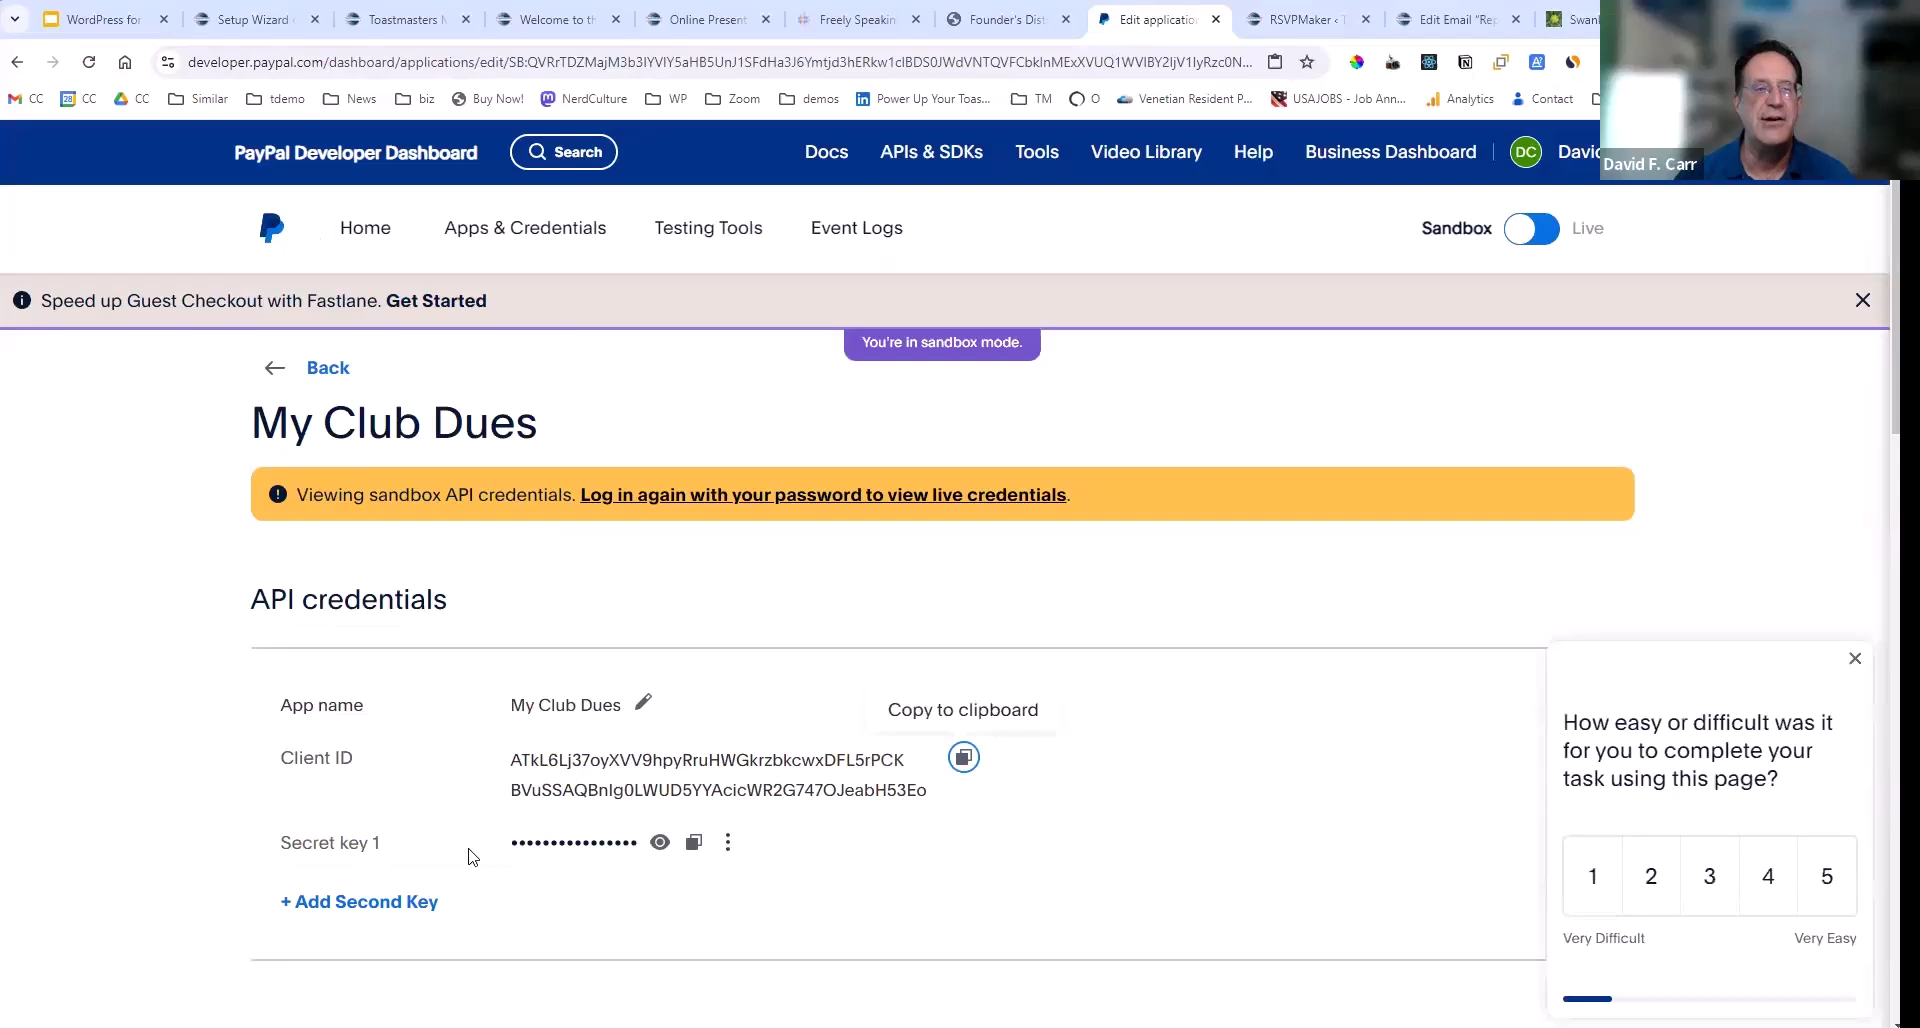 WordPress for
Setup Wizard
Toastmasters
Welcome to th
Online Present
Freely Speakin
Founder's Dist
Edit applicatio
RSVPMaker ‹
Edit Email "Rep
Swank
developer.paypal.com/dashboard/applications/edit/SB:QVRrTDZMajM3b3lYVlY5aHB5UnJ1SFdHa3J6Ymtjd3hERkw1clBDS0JWdVNTQVFCbklnMExXVUQ1WVlBY2ljV1IyRzc0N...
CC
CC
CC
Similar
tdemo
News
biz
Buy Now!
NerdCulture
WP
Zoom
demos
Power Up Your Toas...
TM
O
Venetian Resident P...
USAJOBS - Job Ann...
Analytics
Contact
PayPal Developer Dashboard
Search
Docs
APIs & SDKs
Tools
Video Library
Help
Business Dashboard
DC
David F. Carr
Home
Apps & Credentials
Testing Tools
Event Logs
Sandbox
Live
Speed up Guest Checkout with Fastlane. Get Started
You're in sandbox mode.
Back
My Club Dues
Viewing sandbox API credentials. Log in again with your password to view live credentials.
API credentials
App name
My Club Dues
Copy to clipboard
Client ID
ATkL6Lj37oyXVV9hpyRruHWGkrzbkcwxDFL5rPCK
BVuSSAQBnIg0LWUD5YYAcicWR2G747OJeabH53Eo
Secret key 1
+ Add Second Key
How easy or difficult was it
for you to complete your
task using this page?
1 2 3 4 5
Very Difficult
Very Easy